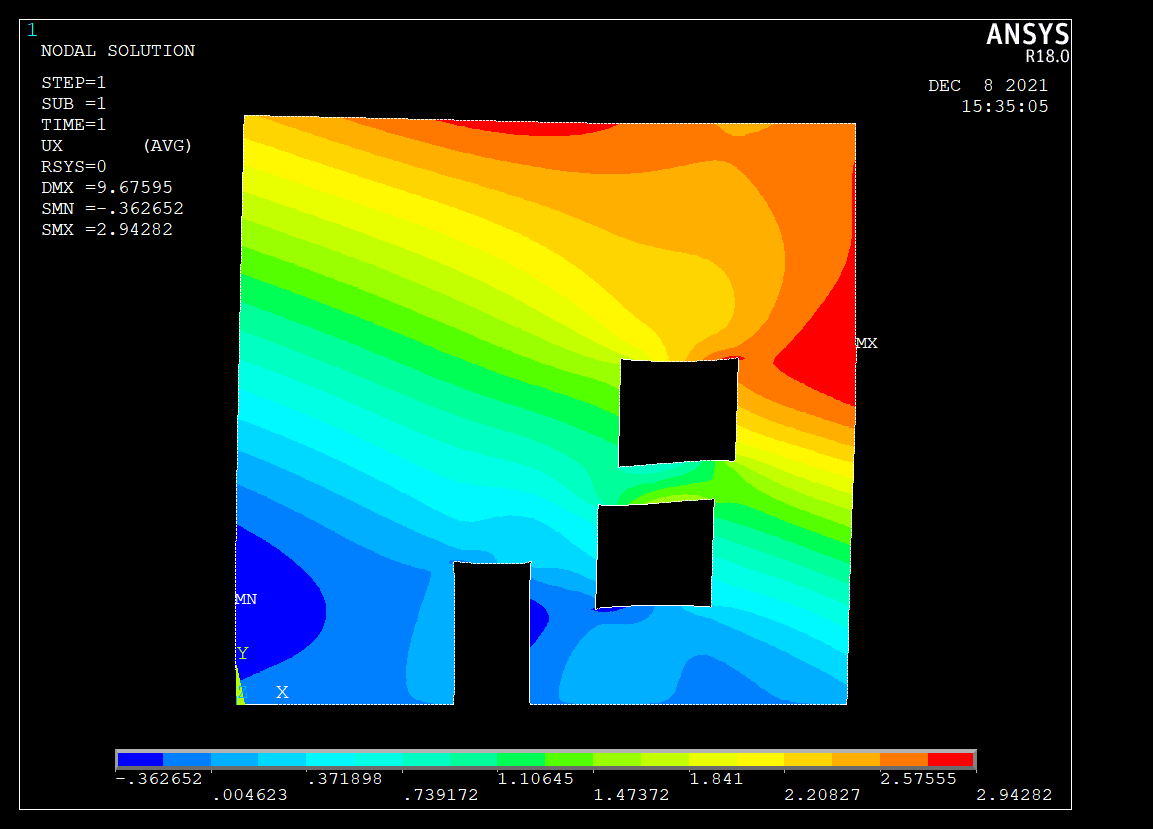 1
ANSYS
R18.0
NODAL SOLUTION
STEP=1
SUB =1
TIME=1
UX (AVG)
RSYS=0
DMX =9.67595
SMN =-.362652
SMX =2.94282
DEC 8 2021
15:35:05
MX
MN
Y
X
-.362652 .371898 1.10645 1.841 2.57555
.004623 .739172 1.47372 2.20827 2.94282